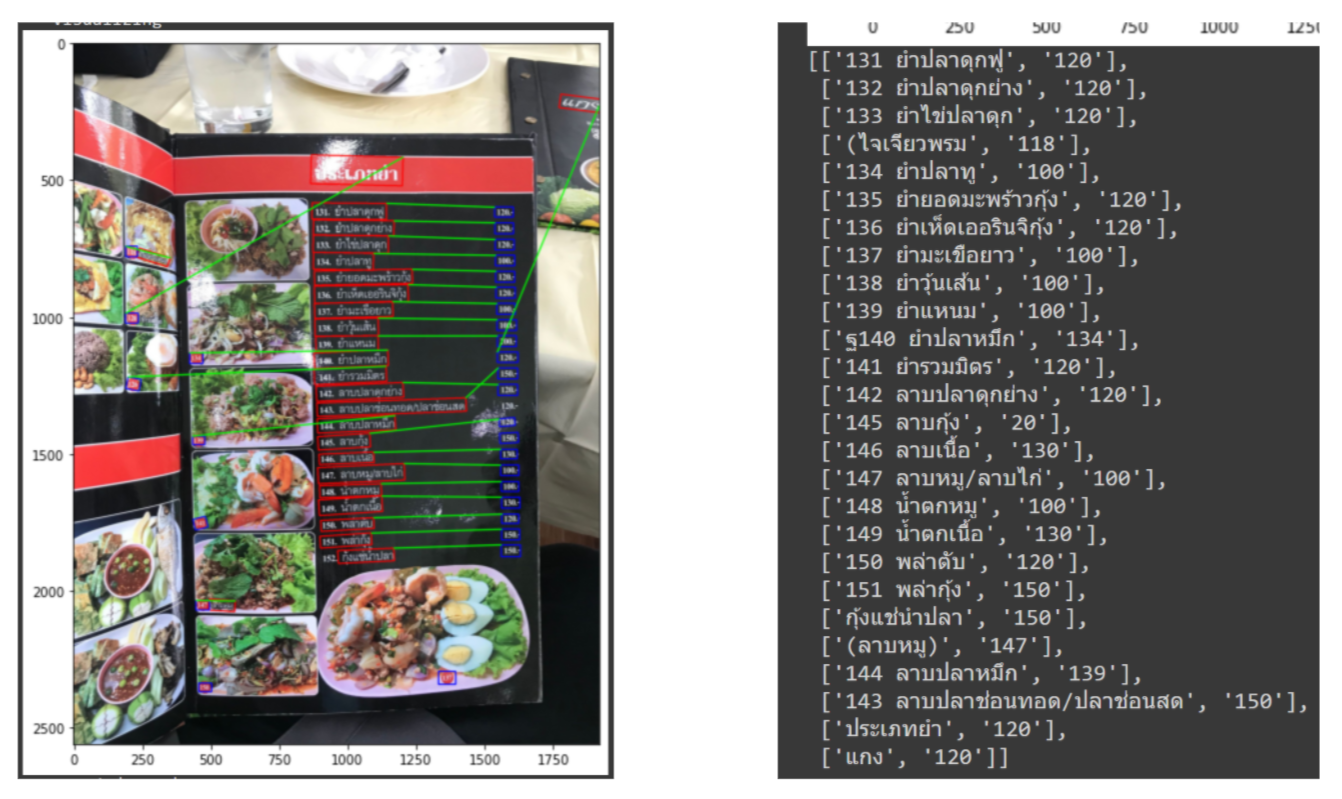 visualizing
0
500
1000
1500
2000
2500
0 250 500 750 1000 1250 1500 1750
ประเภทยำ
131. ยำปลาดุกฟู 120.-
132. ยำปลาดุกย่าง 120.-
133. ยำไข่ปลาดุก 120.-
134. ยำปลาทู 100.-
135. ยำยอดมะพร้าวกุ้ง 120.-
136. ยำเห็ดเออรินจิกุ้ง 120.-
137. ยำมะเขือยาว 100.-
138. ยำวุ้นเส้น 100.-
139. ยำแหนม 100.-
140. ยำปลาหมึก 120.-
141. ยำรวมมิตร 150.-
142. ลาบปลาดุกย่าง 120.-
143. ลาบปลาช่อนทอด/ปลาช่อนสด 120.-
144. ลาบปลาหมึก 120.-
145. ลาบกุ้ง 150.-
146. ลาบเนื้อ 130.-
147. ลาบหมู/ลาบไก่ 100.-
148. น้ำตกหมู 100.-
149. น้ำตกเนื้อ 130.-
150. พล่าตับ 120.-
151. พล่ากุ้ง 150.-
152. กุ้งแช่น้ำปลา 150.-
0 250 500 750 1000 1250
[['131 ยำปลาดุกฟู', '120'],
['132 ยำปลาดุกย่าง', '120'],
['133 ยำไข่ปลาดุก', '120'],
['(ไจเจียวพรม', '118'],
['134 ยำปลาทู', '100'],
['135 ยำยอดมะพร้าวกุ้ง', '120'],
['136 ยำเห็ดเออรินจิกุ้ง', '120'],
['137 ยำมะเขือยาว', '100'],
['138 ยำวุ้นเส้น', '100'],
['139 ยำแหนม', '100'],
['ฐ140 ยำปลาหมึก', '134'],
['141 ยำรวมมิตร', '120'],
['142 ลาบปลาดุกย่าง', '120'],
['145 ลาบกุ้ง', '20'],
['146 ลาบเนื้อ', '130'],
['147 ลาบหมู/ลาบไก่', '100'],
['148 น้ำตกหมู', '100'],
['149 น้ำตกเนื้อ', '130'],
['150 พล่าตับ', '120'],
['151 พล่ากุ้ง', '150'],
['กุ้งแช่นำปลา', '150'],
['(ลาบหมู)', '147'],
['144 ลาบปลาหมึก', '139'],
['143 ลาบปลาช่อนทอด/ปลาช่อนสด', '150'],
['ประเภทยำ', '120'],
['แกง', '120']]